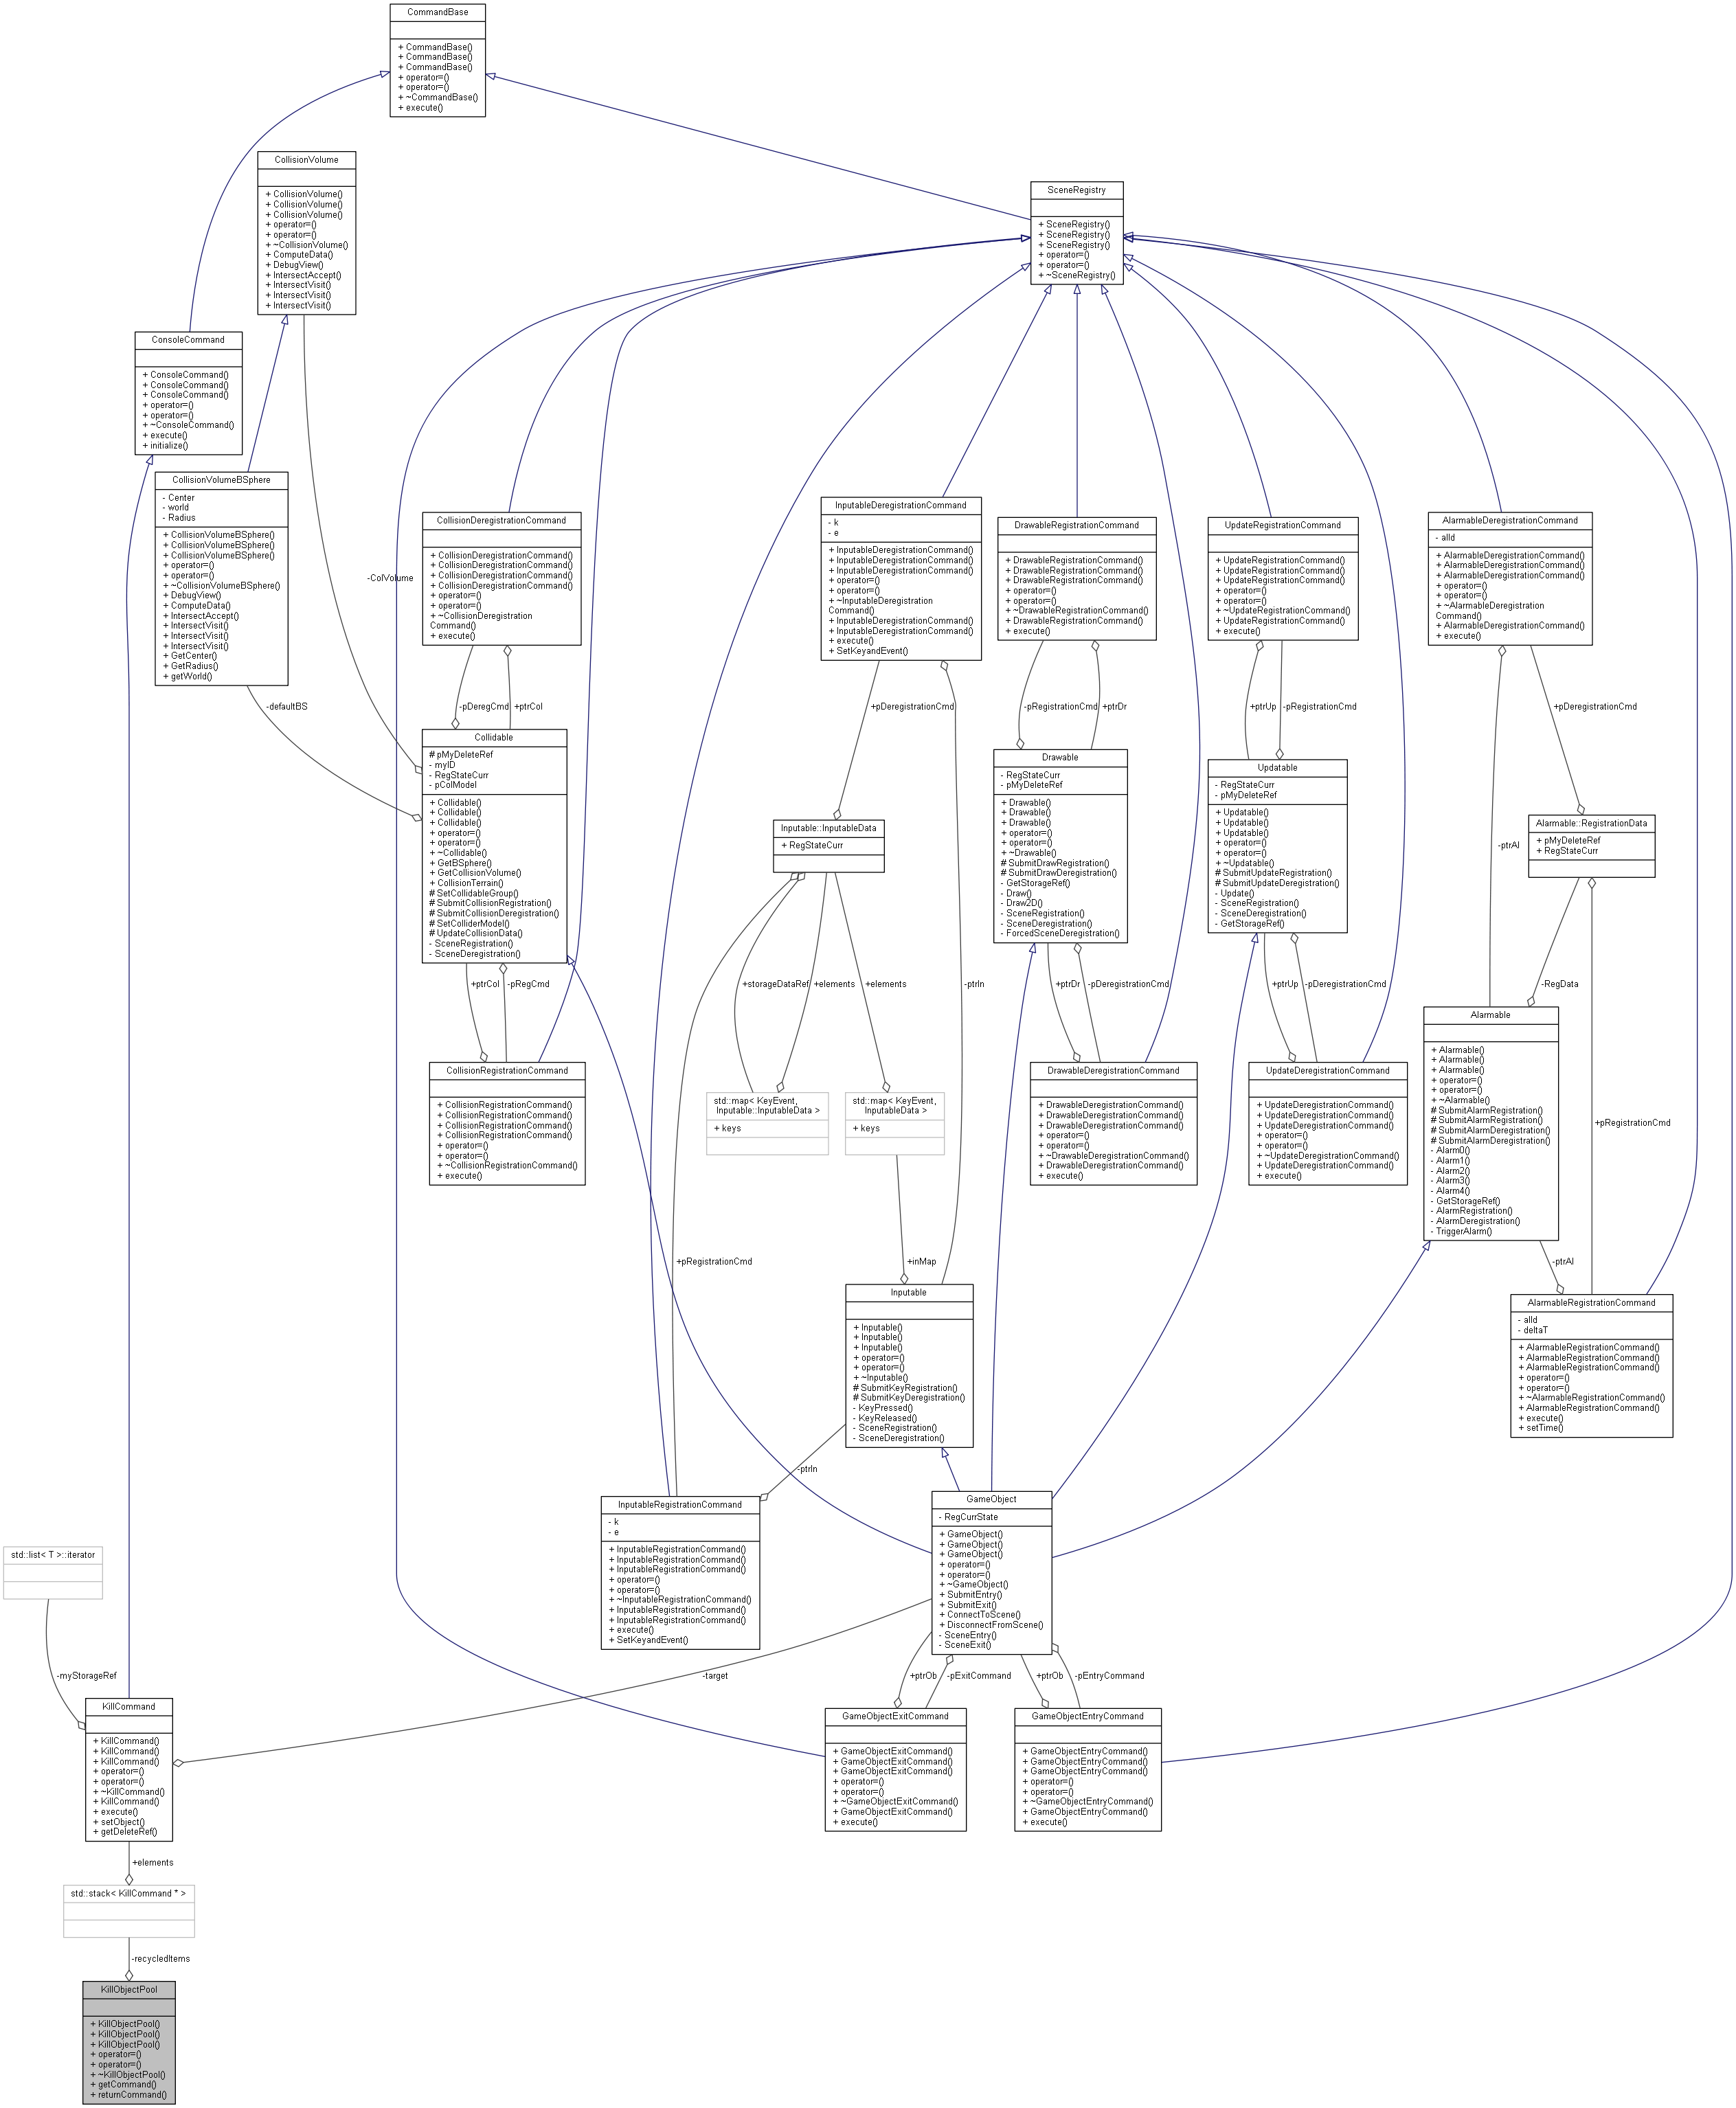 CommandBase
+ CommandBase()
+ CommandBase()
+ CommandBase()
+ operator=()
+ operator=()
+ ~CommandBase()
+ execute()
CollisionVolume
+ CollisionVolume()
+ CollisionVolume()
+ CollisionVolume()
+ operator=()
+ operator=()
+ ~CollisionVolume()
+ ComputeData()
+ DebugView()
+ IntersectAccept()
+ IntersectVisit()
+ IntersectVisit()
+ IntersectVisit()
SceneRegistry
+ SceneRegistry()
+ SceneRegistry()
+ SceneRegistry()
+ operator=()
+ operator=()
+ ~SceneRegistry()
ConsoleCommand
+ ConsoleCommand()
+ ConsoleCommand()
+ ConsoleCommand()
+ operator=()
+ operator=()
+ ~ConsoleCommand()
+ execute()
+ initialize()
CollisionVolumeBSphere
- Center
- world
- Radius
+ CollisionVolumeBSphere()
+ CollisionVolumeBSphere()
+ CollisionVolumeBSphere()
+ operator=()
+ operator=()
+ ~CollisionVolumeBSphere()
+ DebugView()
+ ComputeData()
+ IntersectAccept()
+ IntersectVisit()
+ IntersectVisit()
+ IntersectVisit()
+ GetCenter()
+ GetRadius()
+ getWorld()
-ColVolume
CollisionDeregistrationCommand
+ CollisionDeregistrationCommand()
+ CollisionDeregistrationCommand()
+ CollisionDeregistrationCommand()
+ CollisionDeregistrationCommand()
+ operator=()
+ operator=()
+ ~CollisionDeregistration
Command()
+ execute()
InputableDeregistrationCommand
- k
- e
+ InputableDeregistrationCommand()
+ InputableDeregistrationCommand()
+ InputableDeregistrationCommand()
+ operator=()
+ operator=()
+ ~InputableDeregistration
Command()
+ InputableDeregistrationCommand()
+ InputableDeregistrationCommand()
+ execute()
+ SetKeyandEvent()
DrawableRegistrationCommand
+ DrawableRegistrationCommand()
+ DrawableRegistrationCommand()
+ DrawableRegistrationCommand()
+ operator=()
+ operator=()
+ ~DrawableRegistrationCommand()
+ DrawableRegistrationCommand()
+ execute()
UpdateRegistrationCommand
+ UpdateRegistrationCommand()
+ UpdateRegistrationCommand()
+ UpdateRegistrationCommand()
+ operator=()
+ operator=()
+ ~UpdateRegistrationCommand()
+ UpdateRegistrationCommand()
+ execute()
AlarmableDeregistrationCommand
- alId
+ AlarmableDeregistrationCommand()
+ AlarmableDeregistrationCommand()
+ AlarmableDeregistrationCommand()
+ operator=()
+ operator=()
+ ~AlarmableDeregistration
Command()
+ AlarmableDeregistrationCommand()
+ execute()
-defaultBS
-pDeregCmd
+ptrCol
+pDeregistrationCmd
-pRegistrationCmd
+ptrDr
+ptrUp
-pRegistrationCmd
+pDeregistrationCmd
Collidable
# pMyDeleteRef
- myID
- RegStateCurr
- pColModel
+ Collidable()
+ Collidable()
+ Collidable()
+ operator=()
+ operator=()
+ ~Collidable()
+ GetBSphere()
+ GetCollisionVolume()
+ CollisionTerrain()
# SetCollidableGroup()
# SubmitCollisionRegistration()
# SubmitCollisionDeregistration()
# SetColliderModel()
# UpdateCollisionData()
- SceneRegistration()
- SceneDeregistration()
Inputable::InputableData
+ RegStateCurr
Drawable
- RegStateCurr
- pMyDeleteRef
+ Drawable()
+ Drawable()
+ Drawable()
+ operator=()
+ operator=()
+ ~Drawable()
# SubmitDrawRegistration()
# SubmitDrawDeregistration()
- GetStorageRef()
- Draw()
- Draw2D()
- SceneRegistration()
- SceneDeregistration()
- ForcedSceneDeregistration()
Updatable
- RegStateCurr
- pMyDeleteRef
+ Updatable()
+ Updatable()
+ Updatable()
+ operator=()
+ operator=()
+ ~Updatable()
# SubmitUpdateRegistration()
# SubmitUpdateDeregistration()
- Update()
- SceneRegistration()
- SceneDeregistration()
- GetStorageRef()
-ptrAl
Alarmable::RegistrationData
+ pMyDeleteRef
+ RegStateCurr
+ptrCol
-pRegCmd
+storageDataRef
+elements
+elements
-ptrIn
+ptrDr
-pDeregistrationCmd
+ptrUp
-pDeregistrationCmd
-RegData
Alarmable
+ Alarmable()
+ Alarmable()
+ Alarmable()
+ operator=()
+ operator=()
+ ~Alarmable()
# SubmitAlarmRegistration()
# SubmitAlarmRegistration()
# SubmitAlarmDeregistration()
# SubmitAlarmDeregistration()
- Alarm0()
- Alarm1()
- Alarm2()
- Alarm3()
- Alarm4()
- GetStorageRef()
- AlarmRegistration()
- AlarmDeregistration()
- TriggerAlarm()
+pRegistrationCmd
CollisionRegistrationCommand
+ CollisionRegistrationCommand()
+ CollisionRegistrationCommand()
+ CollisionRegistrationCommand()
+ CollisionRegistrationCommand()
+ operator=()
+ operator=()
+ ~CollisionRegistrationCommand()
+ execute()
std::map< KeyEvent,
Inputable::InputableData >
+ keys
std::map< KeyEvent,
InputableData >
+ keys
DrawableDeregistrationCommand
+ DrawableDeregistrationCommand()
+ DrawableDeregistrationCommand()
+ DrawableDeregistrationCommand()
+ operator=()
+ operator=()
+ ~DrawableDeregistrationCommand()
+ DrawableDeregistrationCommand()
+ execute()
UpdateDeregistrationCommand
+ UpdateDeregistrationCommand()
+ UpdateDeregistrationCommand()
+ operator=()
+ operator=()
+ ~UpdateDeregistrationCommand()
+ UpdateDeregistrationCommand()
+ execute()
+pRegistrationCmd
+inMap
-ptrAl
Inputable
+ Inputable()
+ Inputable()
+ Inputable()
+ operator=()
+ operator=()
+ ~Inputable()
# SubmitKeyRegistration()
# SubmitKeyDeregistration()
- KeyPressed()
- KeyReleased()
- SceneRegistration()
- SceneDeregistration()
AlarmableRegistrationCommand
- alId
- deltaT
+ AlarmableRegistrationCommand()
+ AlarmableRegistrationCommand()
+ AlarmableRegistrationCommand()
+ operator=()
+ operator=()
+ ~AlarmableRegistrationCommand()
+ AlarmableRegistrationCommand()
+ execute()
+ setTime()
-ptrIn
InputableRegistrationCommand
- k
- e
+ InputableRegistrationCommand()
+ InputableRegistrationCommand()
+ InputableRegistrationCommand()
+ operator=()
+ operator=()
+ ~InputableRegistrationCommand()
+ InputableRegistrationCommand()
+ InputableRegistrationCommand()
+ execute()
+ SetKeyandEvent()
GameObject
- RegCurrState
+ GameObject()
+ GameObject()
+ GameObject()
+ operator=()
+ operator=()
+ ~GameObject()
+ SubmitEntry()
+ SubmitExit()
+ ConnectToScene()
+ DisconnectFromScene()
- SceneEntry()
- SceneExit()
std::list< T >::iterator
-myStorageRef
-target
+ptrOb
-pExitCommand
+ptrOb
-pEntryCommand
KillCommand
+ KillCommand()
+ KillCommand()
+ KillCommand()
+ operator=()
+ operator=()
+ ~KillCommand()
+ KillCommand()
+ execute()
+ setObject()
+ getDeleteRef()
GameObjectExitCommand
+ GameObjectExitCommand()
+ GameObjectExitCommand()
+ GameObjectExitCommand()
+ operator=()
+ operator=()
+ ~GameObjectExitCommand()
+ GameObjectExitCommand()
+ execute()
GameObjectEntryCommand
+ GameObjectEntryCommand()
+ GameObjectEntryCommand()
+ GameObjectEntryCommand()
+ operator=()
+ operator=()
+ ~GameObjectEntryCommand()
+ GameObjectEntryCommand()
+ execute()
+elements
std::stack< KillCommand * >
-recycledItems
KillObjectPool
+ KillObjectPool()
+ KillObjectPool()
+ KillObjectPool()
+ operator=()
+ operator=()
+ ~KillObjectPool()
+ getCommand()
+ returnCommand()